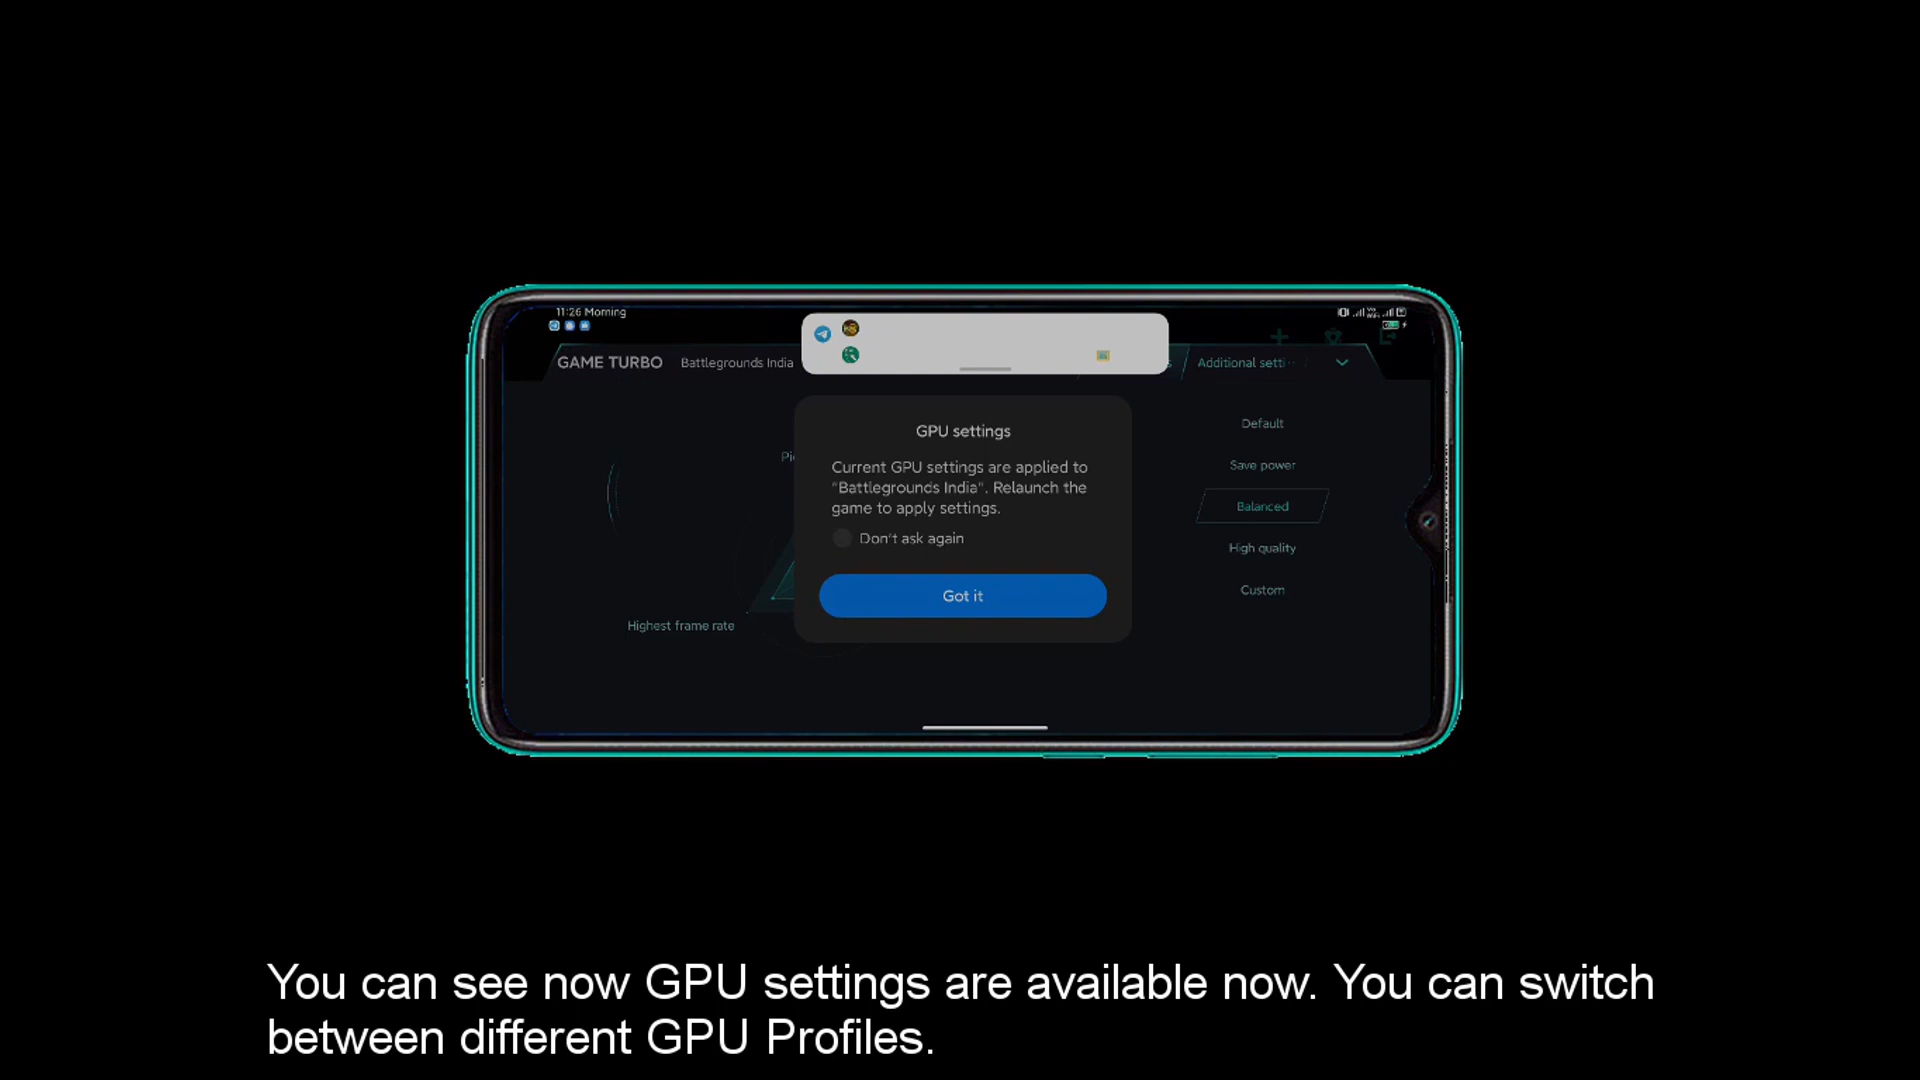 11:26 Morning
GAME TURBO
Battlegrounds India
Additional setti
GPU settings
Current GPU settings are applied to
"Battlegrounds India". Relaunch the
game to apply settings.
Don't ask again
Got it
Highest frame rate
Default
Save power
Balanced
High quality
Custom
You can see now GPU settings are available now. You can switch
between different GPU Profiles.